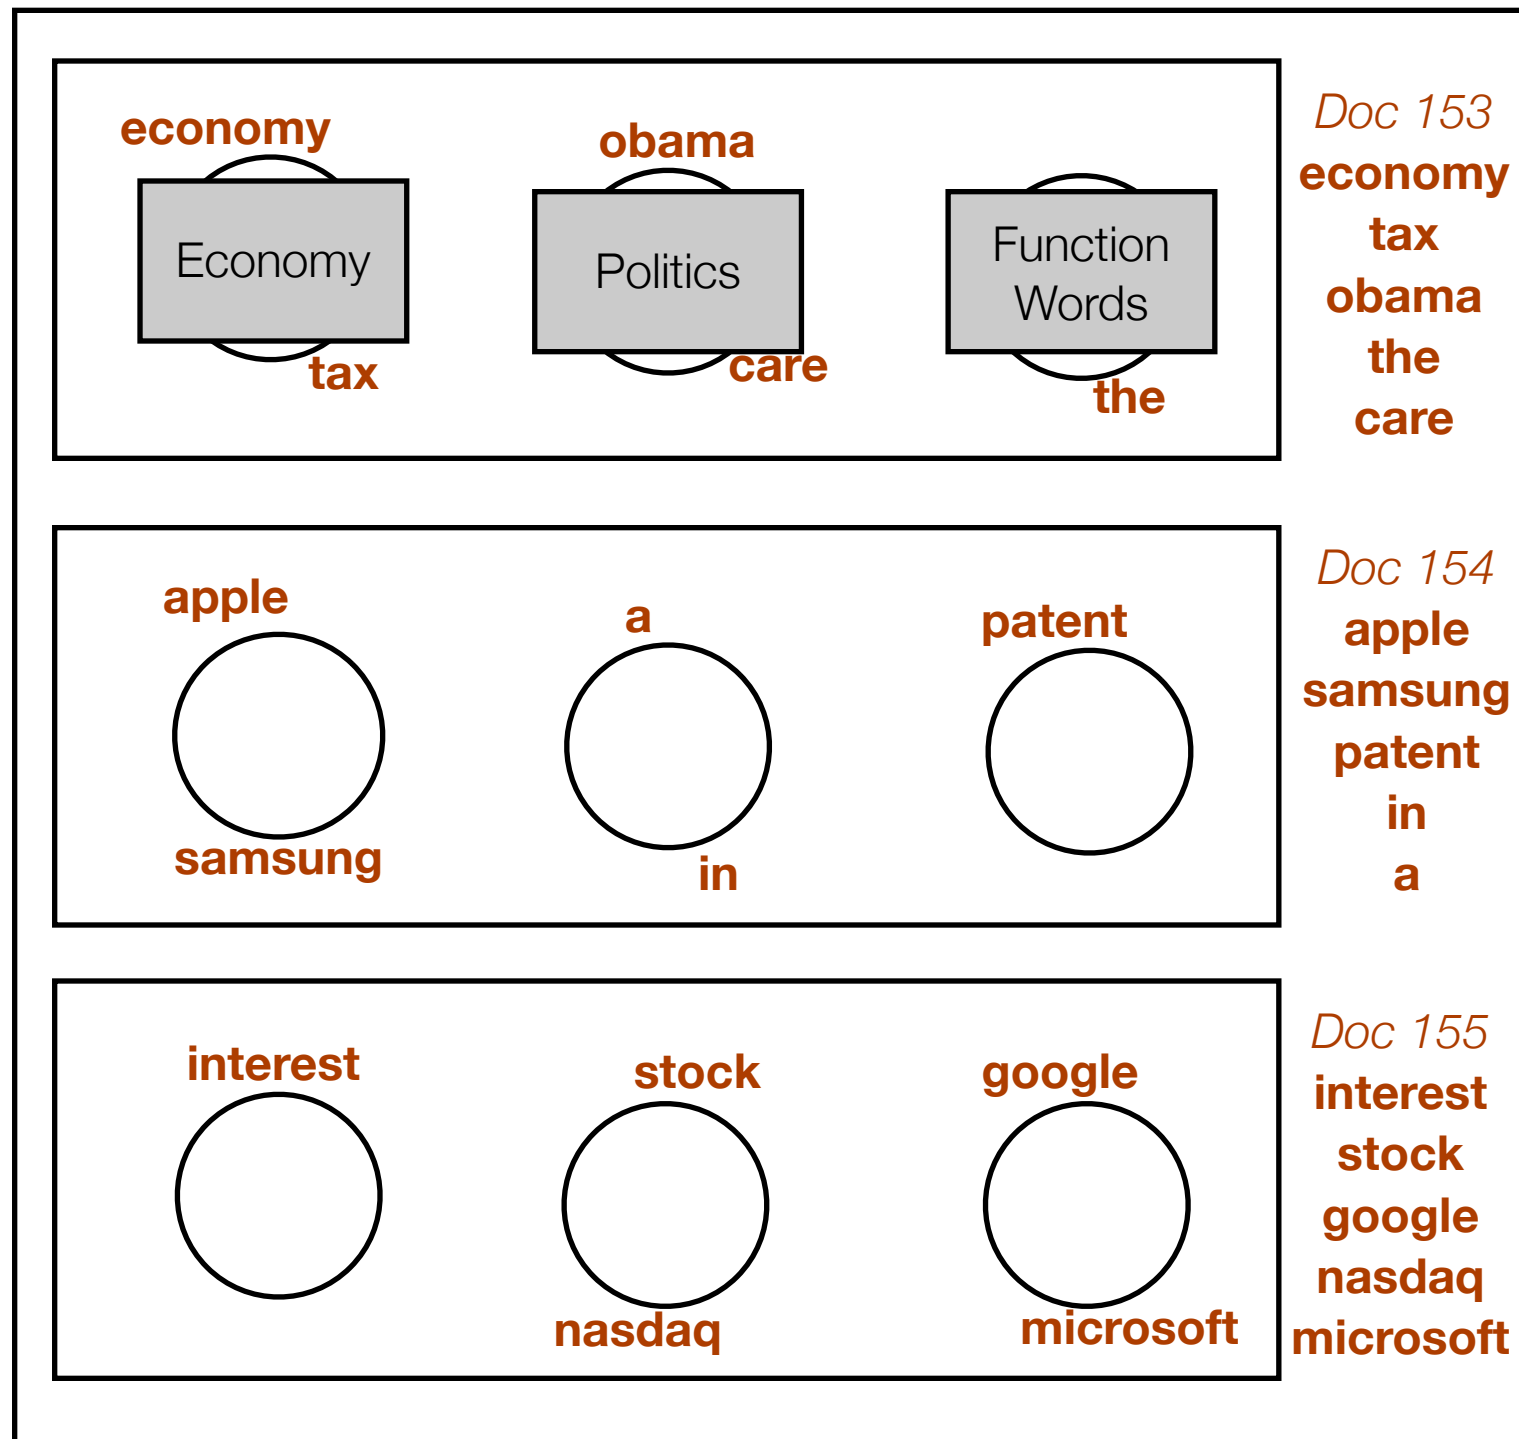 economy
obama
Economy
Politics
Function
Words
tax
care
the
Doc 153
economy
tax
obama
the
care
apple
a
patent
samsung
in
Doc 154
apple
samsung
patent
in
a
interest
stock
google
nasdaq
microsoft
Doc 155
interest
stock
google
nasdaq
microsoft